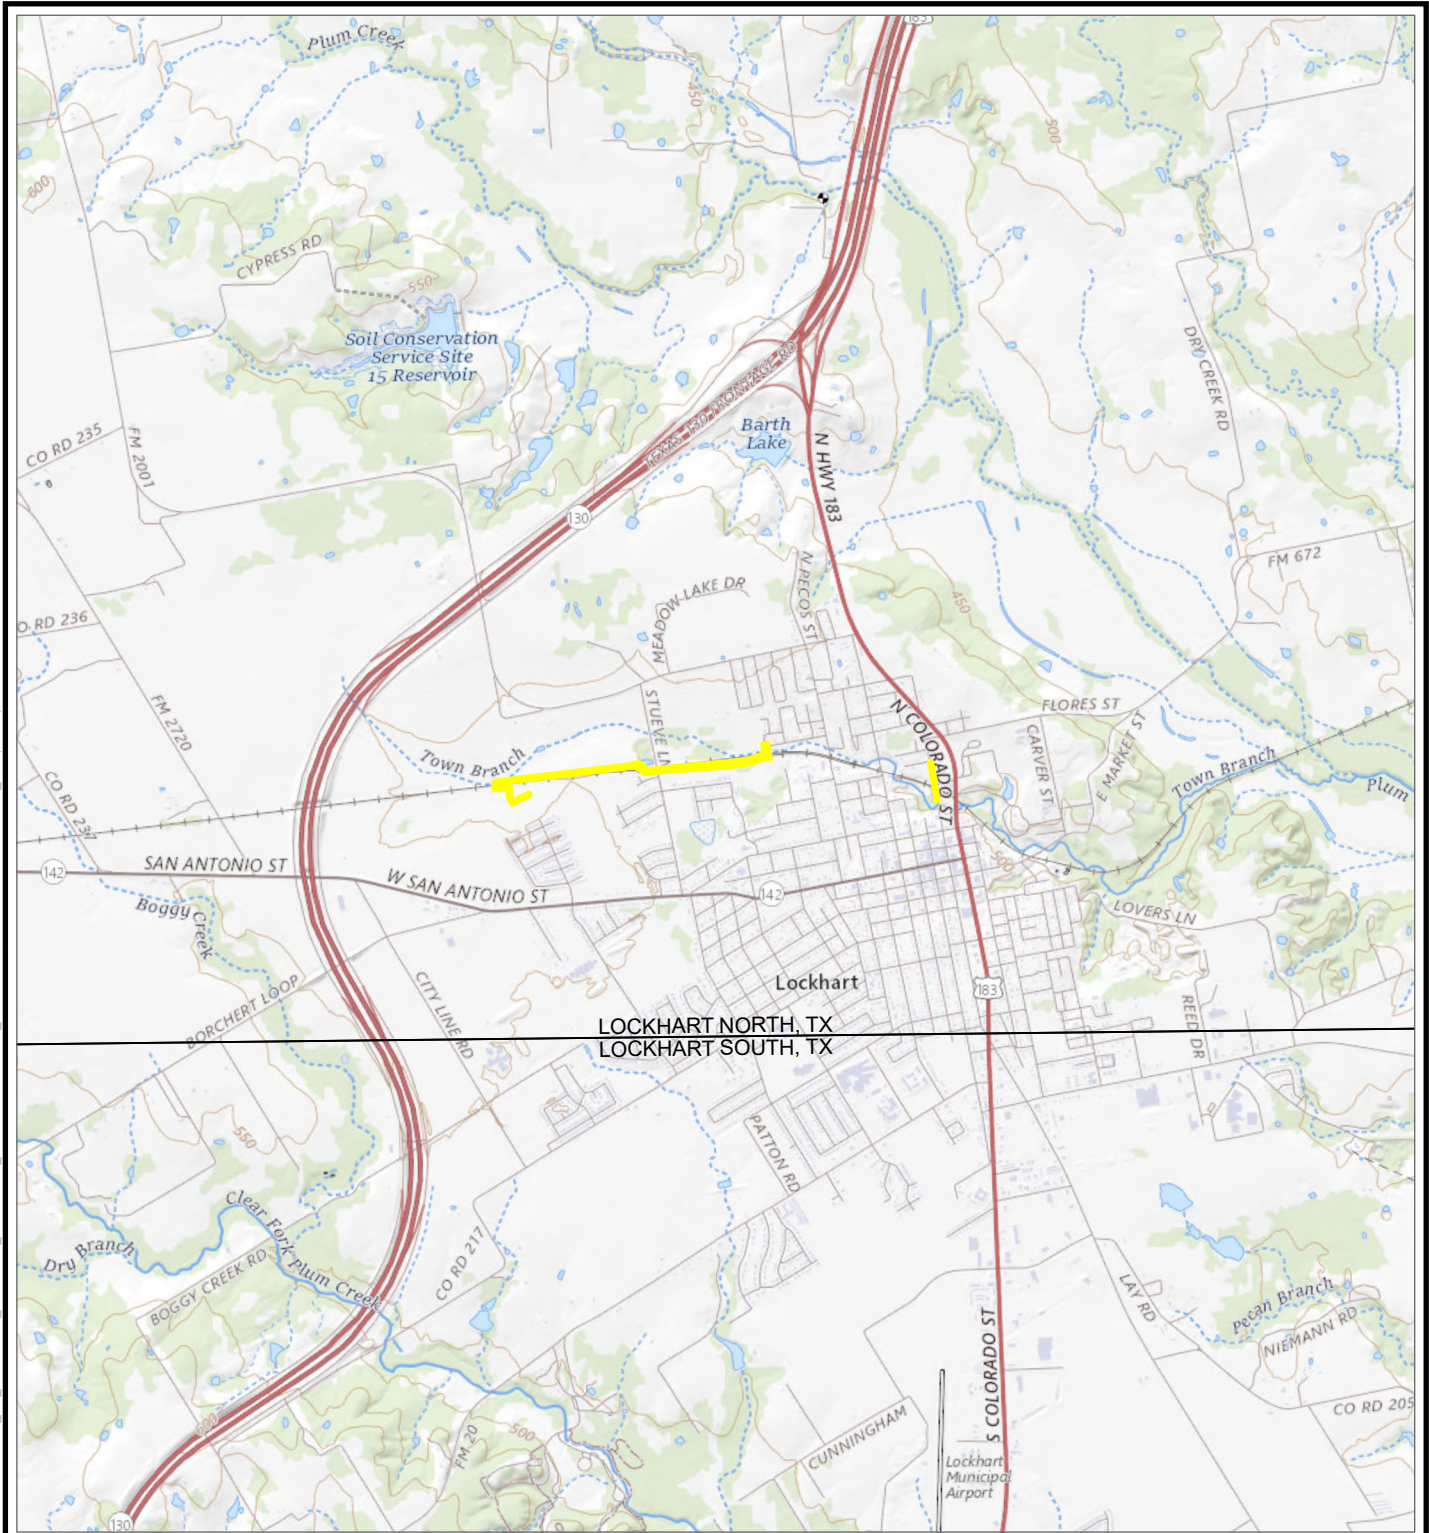 183
Plum Creek
450
500
600
CYPRESS RD
550
Soil Conservation
Service Site
15 Reservoir
TEXAS 130 FRONTAGE RD
DRY CREEK RD
Barth
Lake
N HWY 183
CO RD 235
FM 2001
130
FM 672
N PECOS ST
MEADOW LAKE DR
450
O RD 236
FM 2720
STUEVE LN
N COLORADO ST
FLORES ST
CARVER ST
E MARKET ST
Town Branch
Town Branch
Plum
CO RD 237
142
SAN ANTONIO ST
W SAN ANTONIO ST
142
500
LOVERS LN
Boggy Creek
Lockhart
183
BORCHERT LOOP
CITY LINE RD
REED DR
LOCKHART NORTH, TX
LOCKHART SOUTH, TX
550
PATTON RD
Clear Fork Plum Creek
Dry Branch
BOGGY CREEK RD
CO RD 217
LAY RD
Pecan Branch
NIEMANN RD
S COLORADO ST
CO RD 205
500
FM 20
500
CUNNINGHAM
Lockhart
Municipal
Airport
130